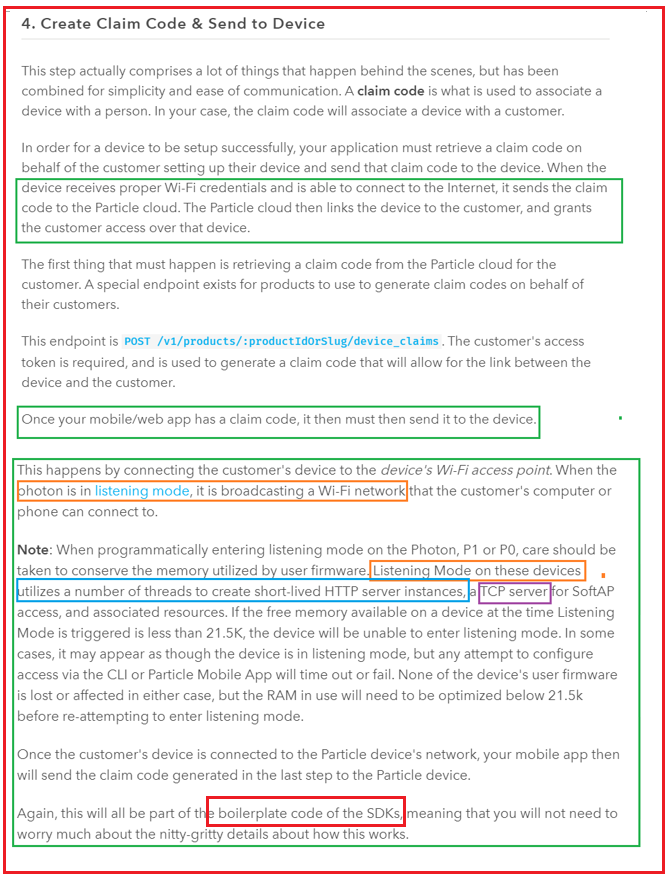 4. Create Claim Code & Send to Device
This step actually comprises a lot of things that happen behind the scenes, but has been
combined for simplicity and ease of communication. A claim code is what is used to associate a
device with a person. In your case, the claim code will associate a device with a customer.
In order for a device to be setup successfully, your application must retrieve a claim code on
behalf of the customer setting up their device and send that claim code to the device. When the
device receives proper Wi-Fi credentials and is able to connect to the Internet, it sends the claim
code to the Particle cloud. The Particle cloud then links the device to the customer, and grants
the customer access over that device.
The first thing that must happen is retrieving a claim code from the Particle cloud for the
customer. A special endpoint exists for products to use to generate claim codes on behalf of
their customers.
This endpoint is POST /v1/products/:productIdOrSlug/device_claims. The customer's access
token is required, and is used to generate a claim code that will allow for the link between the
device and the customer.
Once your mobile/web app has a claim code, it then must then send it to the device.
This happens by connecting the customer's device to the device's Wi-Fi access point. When the
photon is in listening mode, it is broadcasting a Wi-Fi network that the customer's computer or
phone can connect to.
Note: When programmatically entering listening mode on the Photon, P1 or P0, care should be
taken to conserve the memory utilized by user firmware. Listening Mode on these devices
utilizes a number of threads to create short-lived HTTP server instances, a TCP server for SoftAP
access, and associated resources. If the free memory available on a device at the time Listening
Mode is triggered is less than 21.5K, the device will be unable to enter listening mode. In some
cases, it may appear as though the device is in listening mode, but any attempt to configure
access via the CLI or Particle Mobile App will time out or fail. None of the device's user firmware
is lost or affected in either case, but the RAM in use will need to be optimized below 21.5k
before re-attempting to enter listening mode.
Once the customer's device is connected to the Particle device's network, your mobile app then
will send the claim code generated in the last step to the Particle device.
Again, this will all be part of the boilerplate code of the SDKs, meaning that you will not need to
worry much about the nitty-gritty details about how this works.